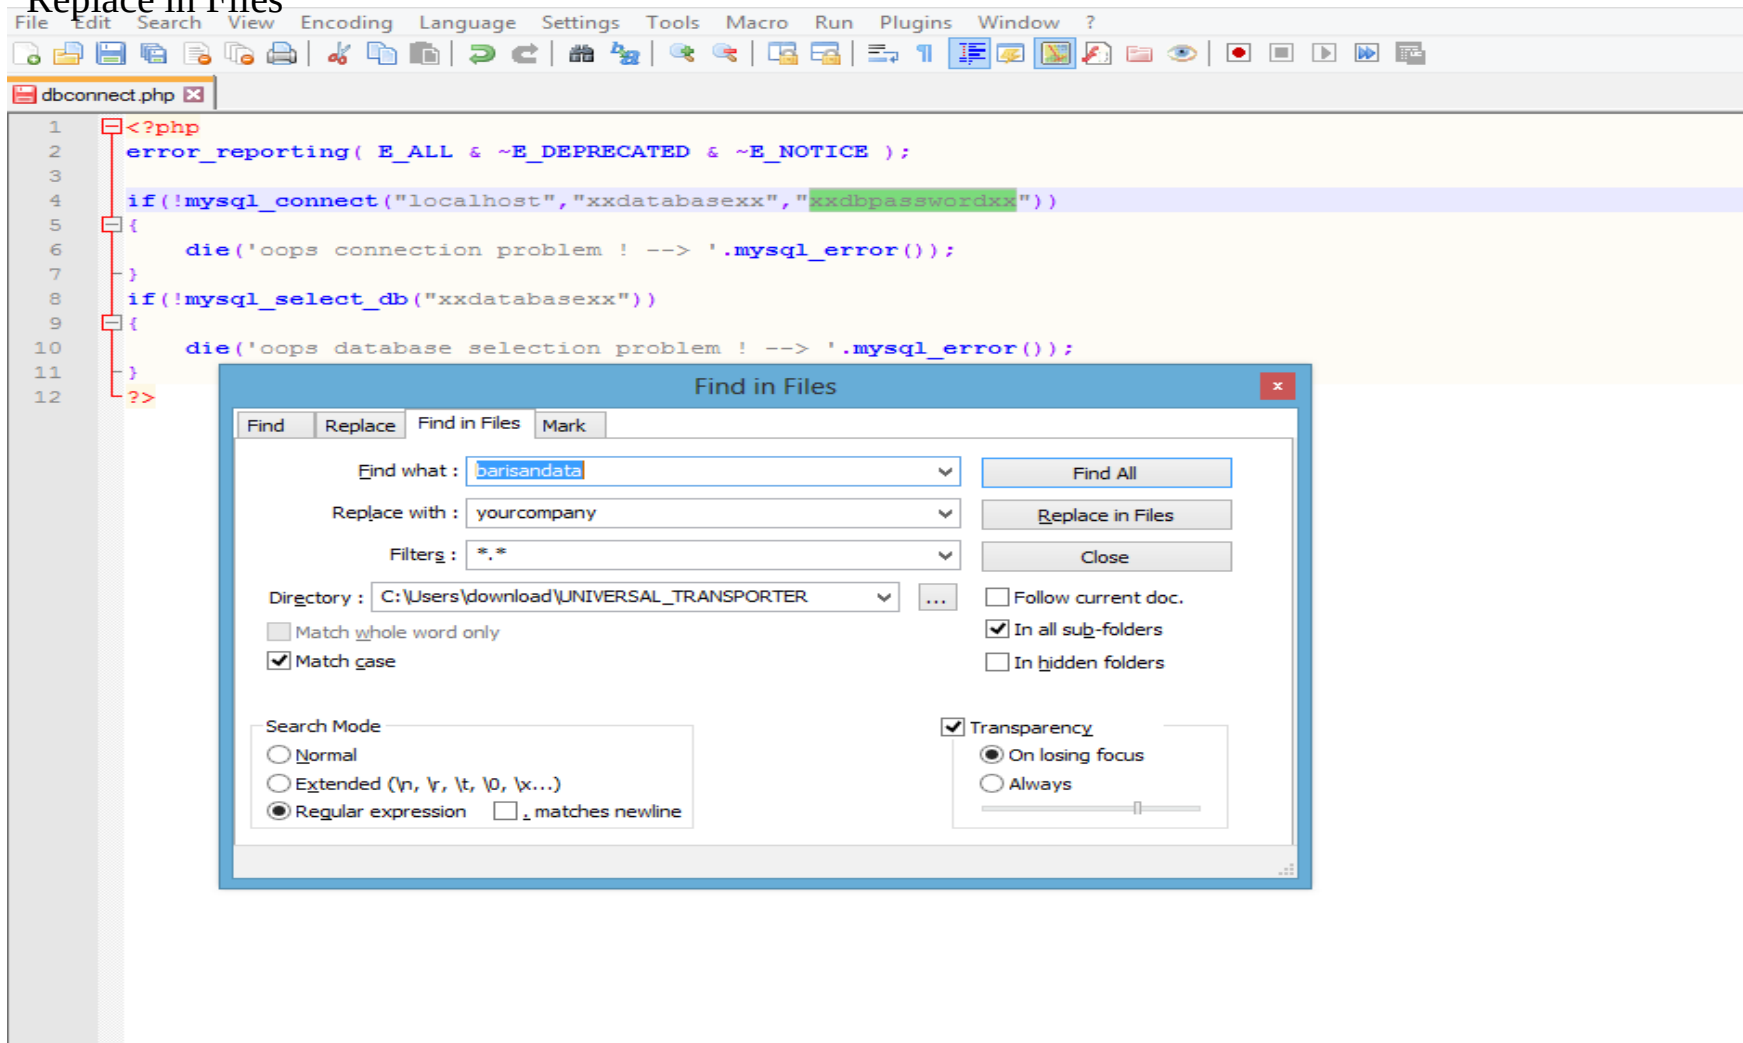 Replace in Files
File Edit Search View Encoding Language Settings Tools Macro Run Plugins Window ?
dbconnect.php
1 <?php
2 error_reporting( E_ALL & ~E_DEPRECATED & ~E_NOTICE );
3
4 if(!mysql_connect("localhost","xxdatabasexx","xxdbpasswordxx"))
5 {
6 die('oops connection problem ! --> '.mysql_error());
7 }
8 if(!mysql_select_db("xxdatabasexx"))
9 {
10 die('oops database selection problem ! --> '.mysql_error());
11 }
12 ?>
Find in Files x
Find Replace Find in Files Mark
Find what : barisandata Find All
Replace with : yourcompany Replace in Files
Filters : *.* Close
Directory : C:\Users\download\UNIVERSAL_TRANSPORTER ... Follow current doc.
Match whole word only In all sub-folders
Match case In hidden folders
Search Mode Transparency
Normal On losing focus
Extended (\n, \r, \t, \0, \x...) Always
Regular expression . matches newline